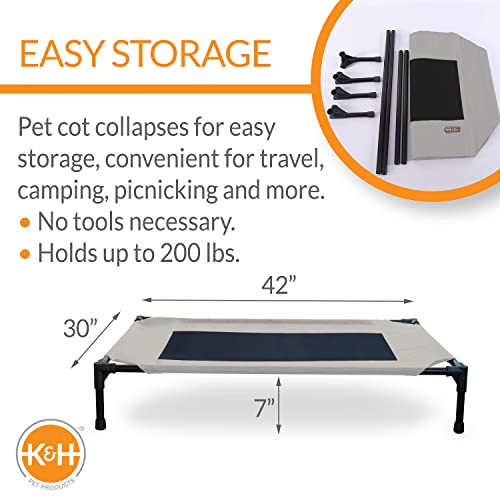 EASY STORAGE
Pet cot collapses for easy
storage, convenient for travel,
camping, picnicking and more.
• No tools necessary.
• Holds up to 200 lbs.
42”
30”
7”
K&H®
PET PRODUCTS